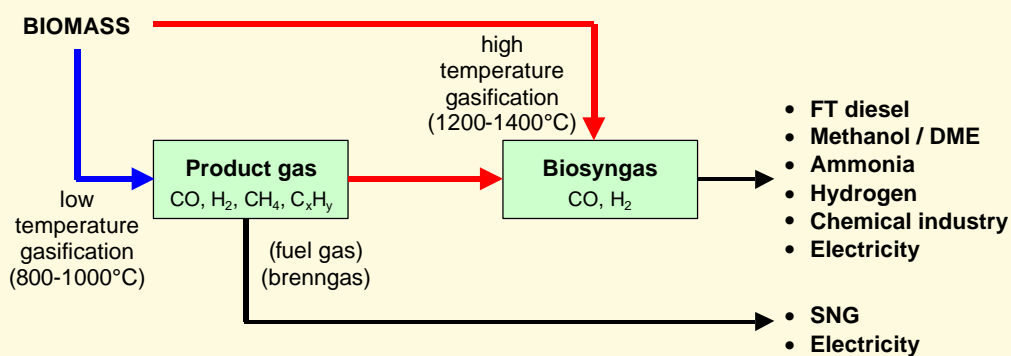 BIOMASS
high
temperature
gasification
(1200-1400°C)
low
temperature
gasification
(800-1000°C)
Product gas
CO, H₂, CH₄, CₓHᵧ
(fuel gas)
(brenngas)
Biosyngas
CO, H₂
• FT diesel
• Methanol / DME
• Ammonia
• Hydrogen
• Chemical industry
• Electricity
• SNG
• Electricity